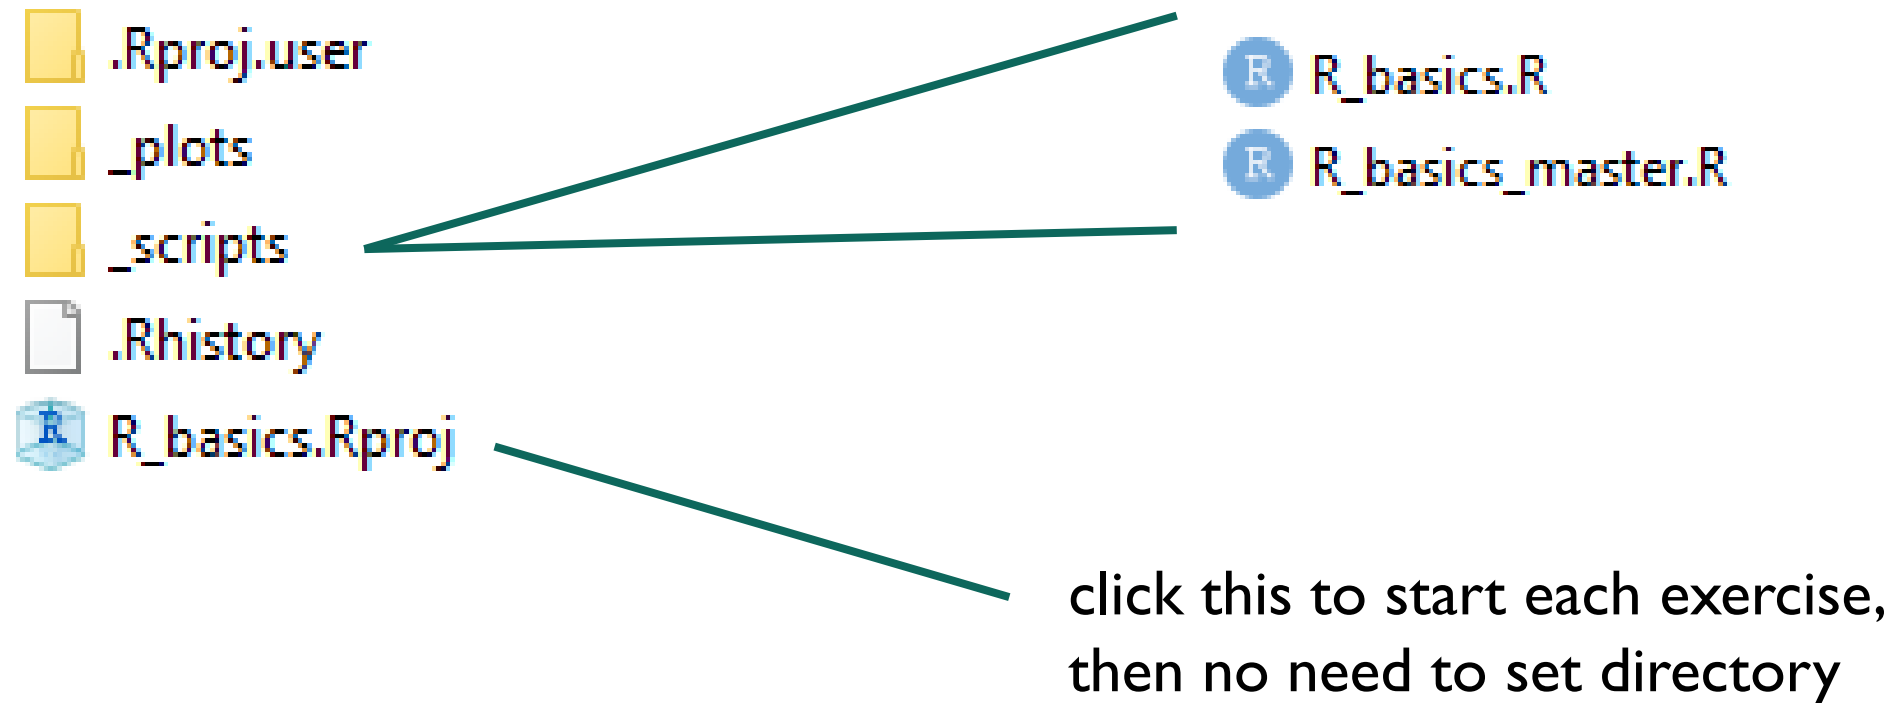 .Rproj.user
_plots
_scripts
.Rhistory
R_basics.Rproj
R R_basics.R
R R_basics_master.R
click this to start each exercise,
then no need to set directory